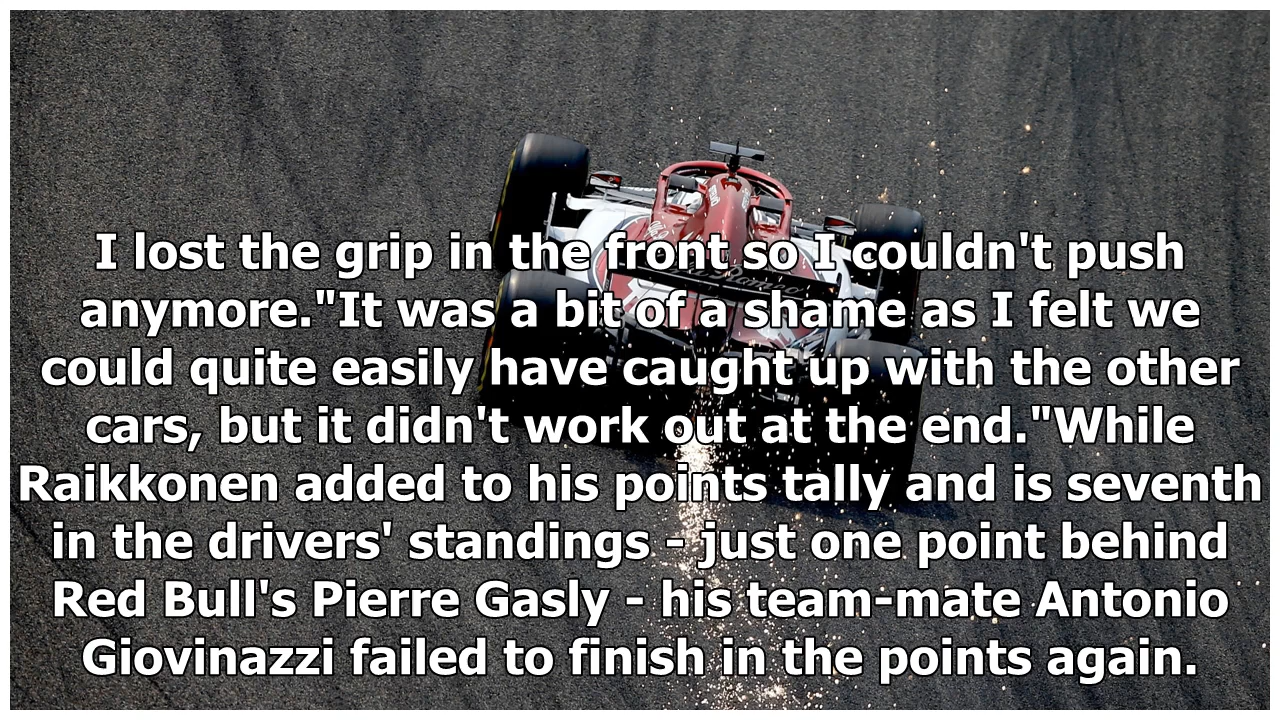 I lost the grip in the front so I couldn't push
anymore."It was a bit of a shame as I felt we
could quite easily have caught up with the other
cars, but it didn't work out at the end."While
Raikkonen added to his points tally and is seventh
in the drivers' standings - just one point behind
Red Bull's Pierre Gasly - his team-mate Antonio
Giovinazzi failed to finish in the points again.